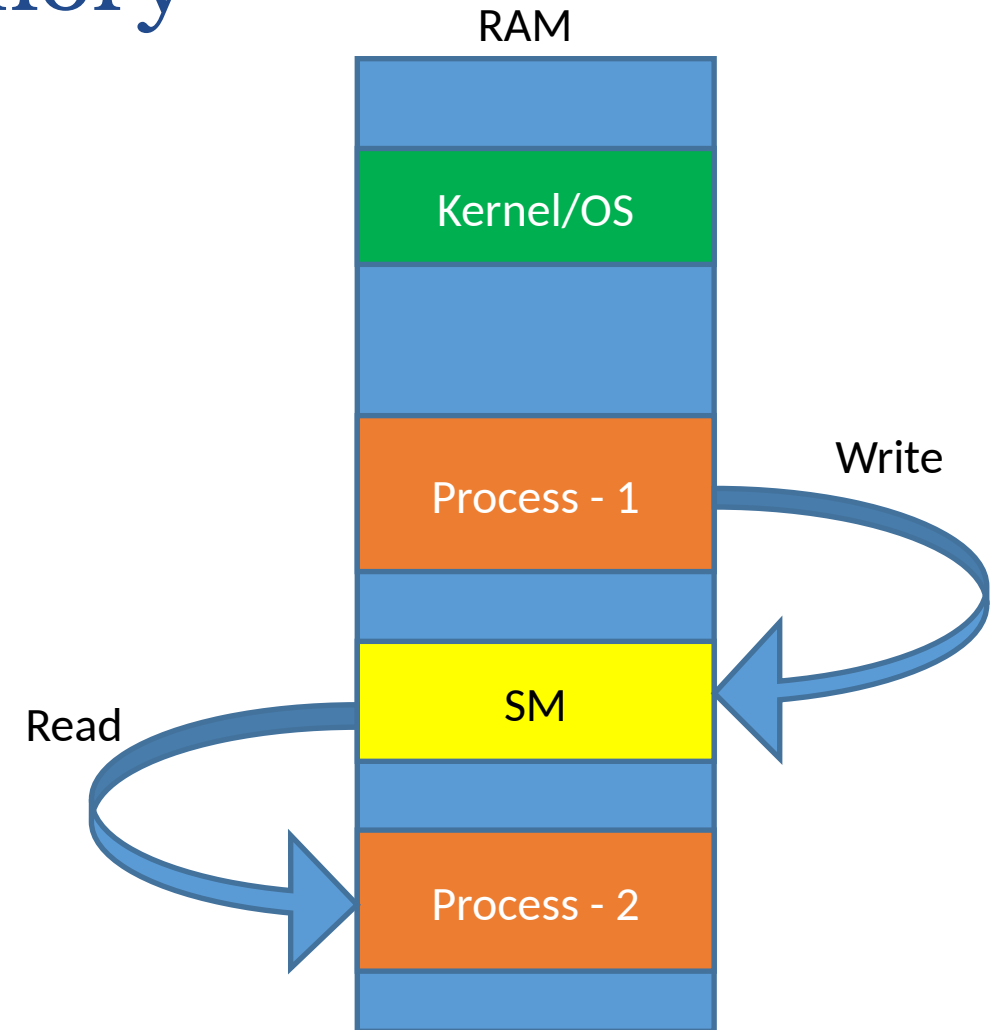 RAM
Kernel/OS
Write
Process - 1
SM
Read
Process - 2